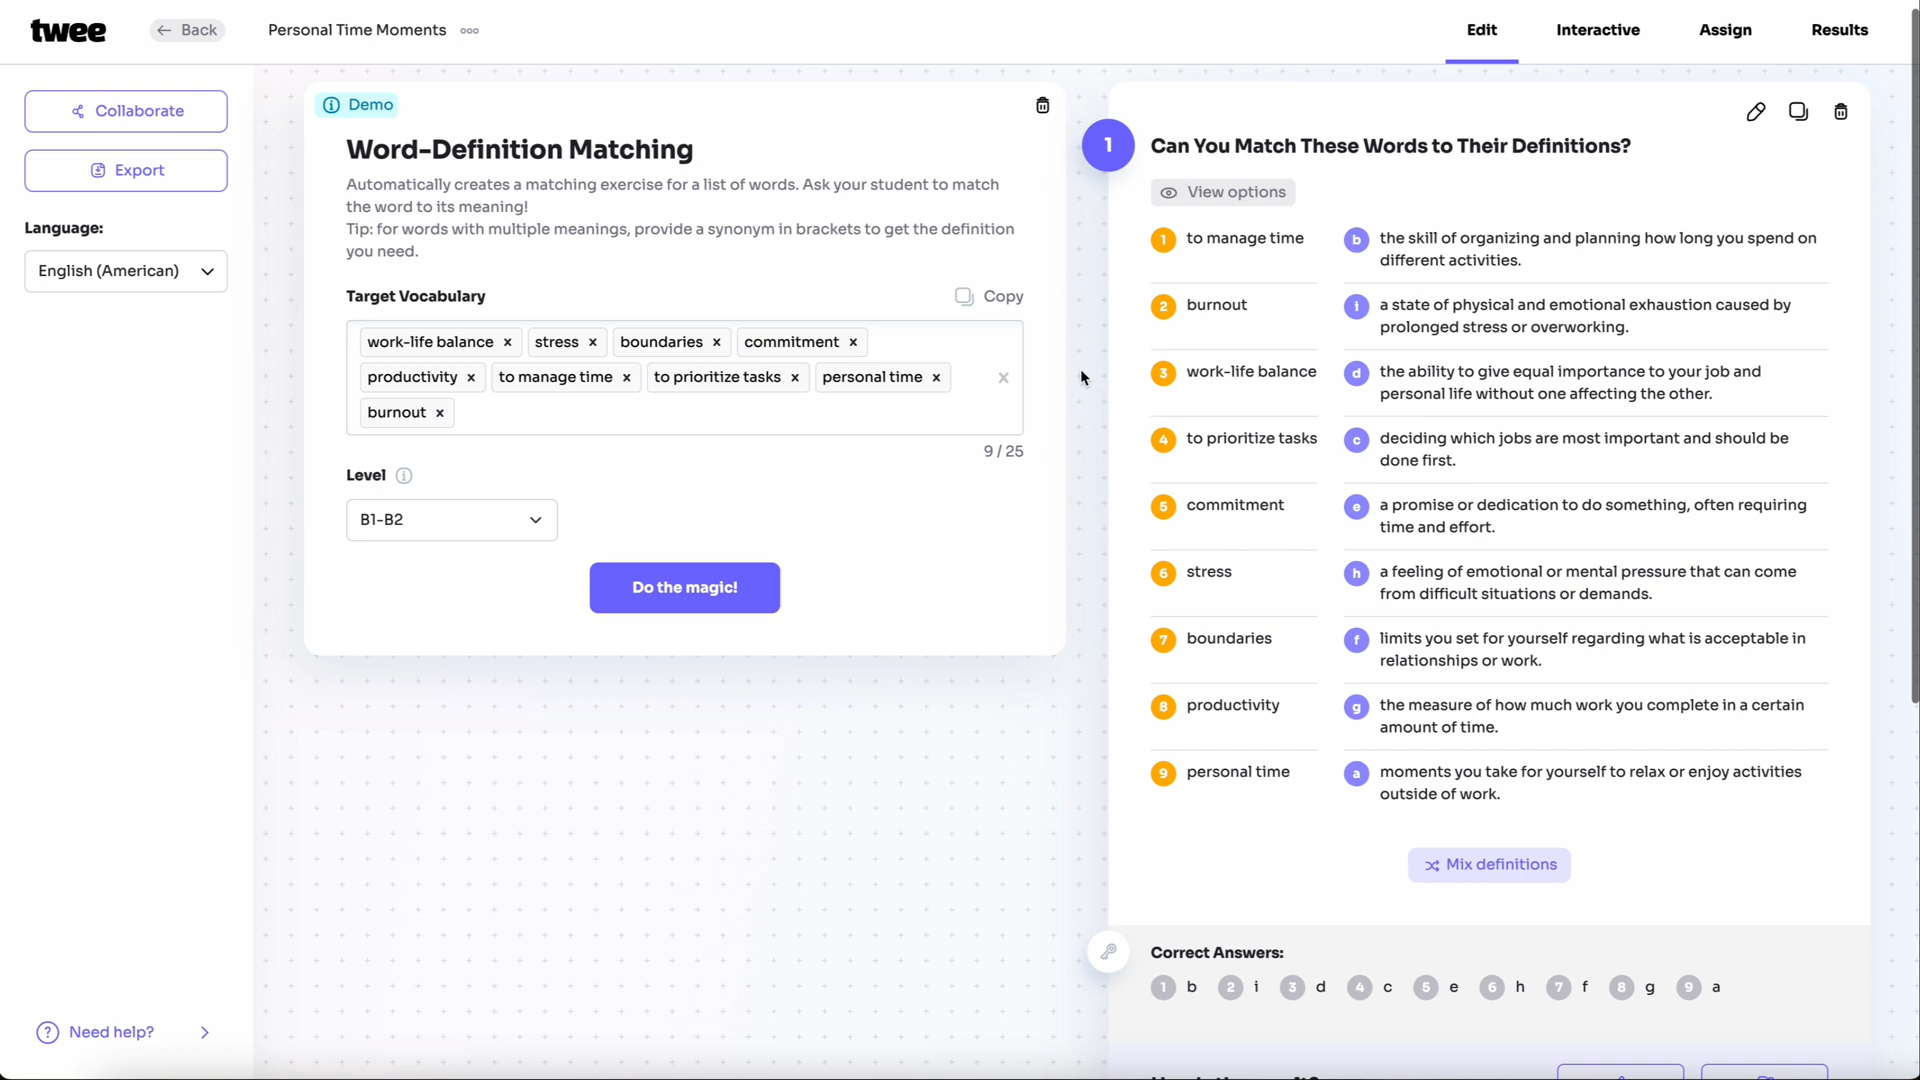 twee
Back
Personal Time Moments
Edit
Interactive
Assign
Results
Collaborate
Export
Language:
English (American)
Need help?
Demo
Word-Definition Matching
Automatically creates a matching exercise for a list of words. Ask your student to match
the word to its meaning!
Tip: for words with multiple meanings, provide a synonym in brackets to get the definition
you need.
Target Vocabulary
Copy
work-life balance × stress × boundaries × commitment ×
productivity × to manage time × to prioritize tasks × personal time ×
burnout ×
9 / 25
Level
B1-B2
Do the magic!
1
Can You Match These Words to Their Definitions?
View options
1 to manage time
b the skill of organizing and planning how long you spend on
different activities.
2 burnout
i a state of physical and emotional exhaustion caused by
prolonged stress or overworking.
3 work-life balance
d the ability to give equal importance to your job and
personal life without one affecting the other.
4 to prioritize tasks
c deciding which jobs are most important and should be
done first.
5 commitment
e a promise or dedication to do something, often requiring
time and effort.
6 stress
h a feeling of emotional or mental pressure that can come
from difficult situations or demands.
7 boundaries
f limits you set for yourself regarding what is acceptable in
relationships or work.
8 productivity
g the measure of how much work you complete in a certain
amount of time.
9 personal time
a moments you take for yourself to relax or enjoy activities
outside of work.
Mix definitions
Correct Answers:
1 b 2 i 3 d 4 c 5 e 6 h 7 f 8 g 9 a